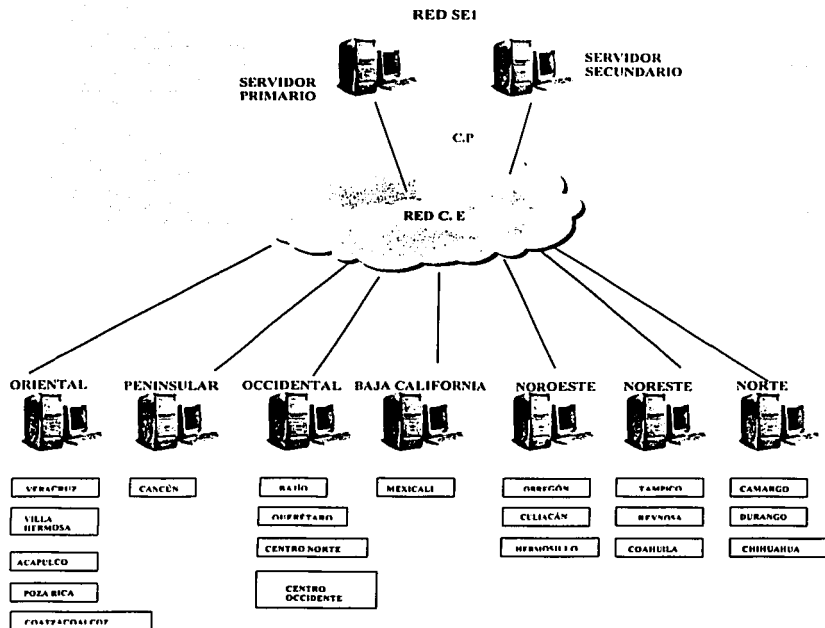 RED SE1
SERVIDOR
PRIMARIO
SERVIDOR
SECUNDARIO
C.P
RED C. E
ORIENTAL
PENINSULAR
OCCIDENTAL
BAJA CALIFORNIA
NOROESTE
NORESTE
NORTE
VERACRUZ
CANCÚN
BAJÍO
MEXICALI
OBREGÓN
TAMPICO
CAMARGO
VILLA
HERMOSA
QUERÉTARO
CULIACÁN
REYNOSA
DURANGO
ACAPULCO
CENTRO NORTE
HERMOSILLO
COAHUILA
CHIHUAHUA
POZA RICA
CENTRO
OCCIDENTE
COATZACOALCOZ